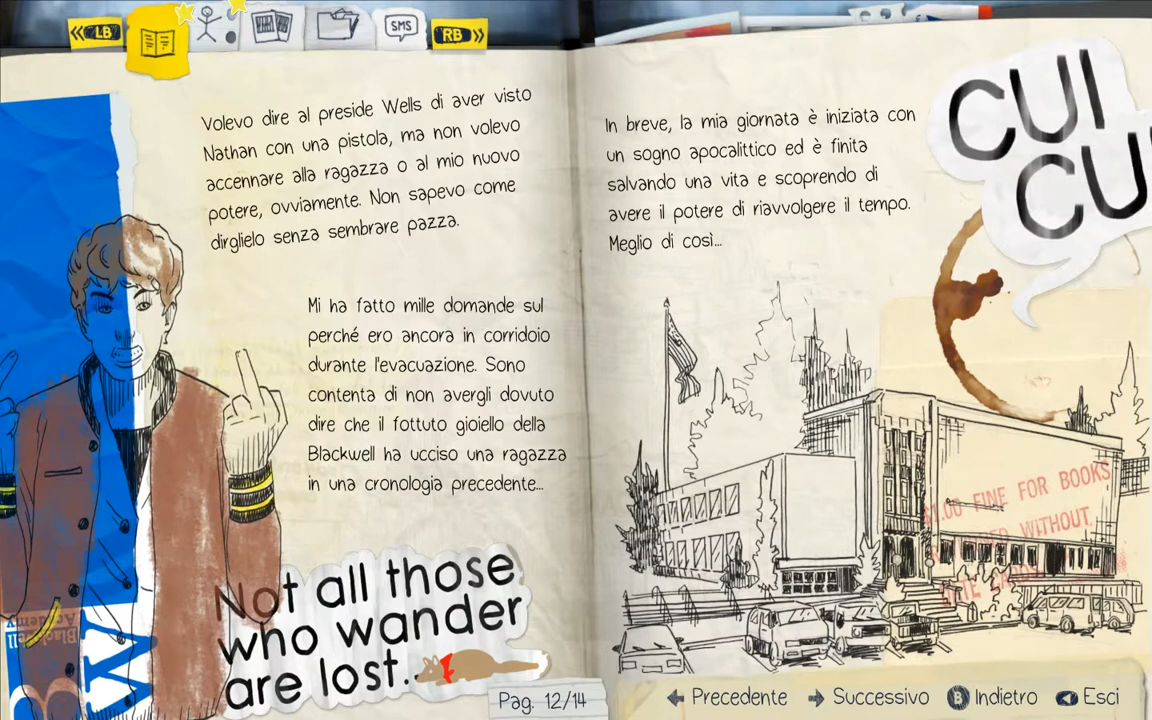 LB
SMS
RB
Volevo dire al preside Wells di aver visto
Nathan con una pistola, ma non volevo
accennare alla ragazza o al mio nuovo
potere, ovviamente. Non sapevo come
dirglielo senza sembrare pazza.
Mi ha fatto mille domande sul
perché ero ancora in corridoio
durante l'evacuazione. Sono
contenta di non avergli dovuto
dire che il fottuto gioiello della
Blackwell ha ucciso una ragazza
in una cronologia precedente...
Not all those
who wander
are lost.
Blackwell
Academy
Pag. 12/14
In breve, la mia giornata è iniziata con
un sogno apocalittico ed è finita
salvando una vita e scoprendo di
avere il potere di riavvolgere il tempo.
Meglio di così...
CUI
CUI
$1.00 FINE FOR BOOKS
WITHOUT
Precedente
Successivo
B Indietro
Esci